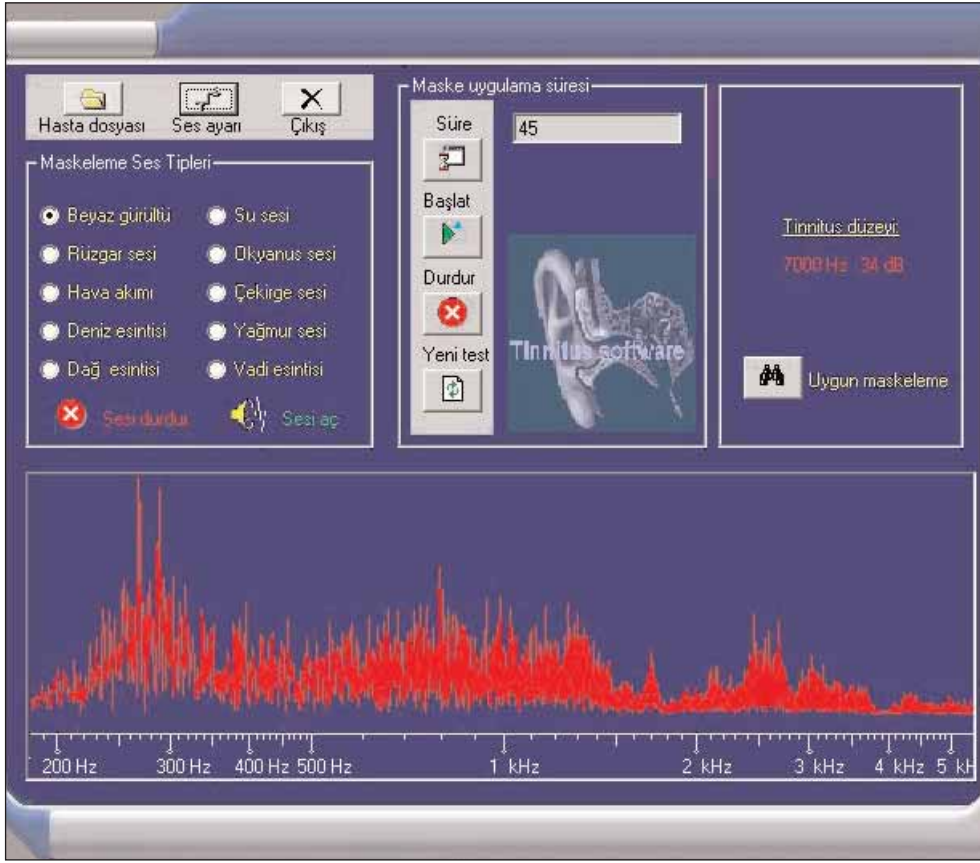 Hasta dosyası
Ses ayarı
Çıkış
Maskeleme Ses Tipleri
Beyaz gürültü
Su sesi
Rüzgar sesi
Okyanus sesi
Hava akımı
Çekirge sesi
Deniz esintisi
Yağmur sesi
Dağ esintisi
Vadi esintisi
Sesi durdur
Sesi aç
Maske uygulama süresi
Süre
45
Başlat
Durdur
Yeni test
Tinnitus software
Tinnitus düzeyi:
7000 Hz 34 dB
Uygun maskeleme
200 Hz 300 Hz 400 Hz 500 Hz 1 kHz 2 kHz 3 kHz 4 kHz 5 kH